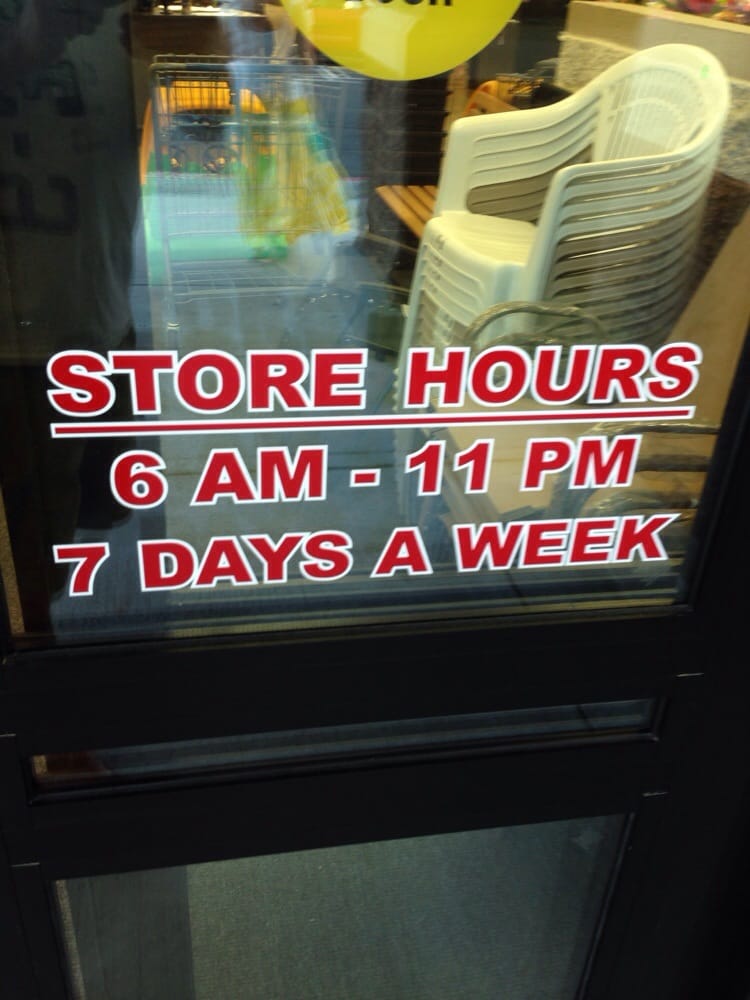 STORE HOURS
6 AM - 11 PM
7 DAYS A WEEK